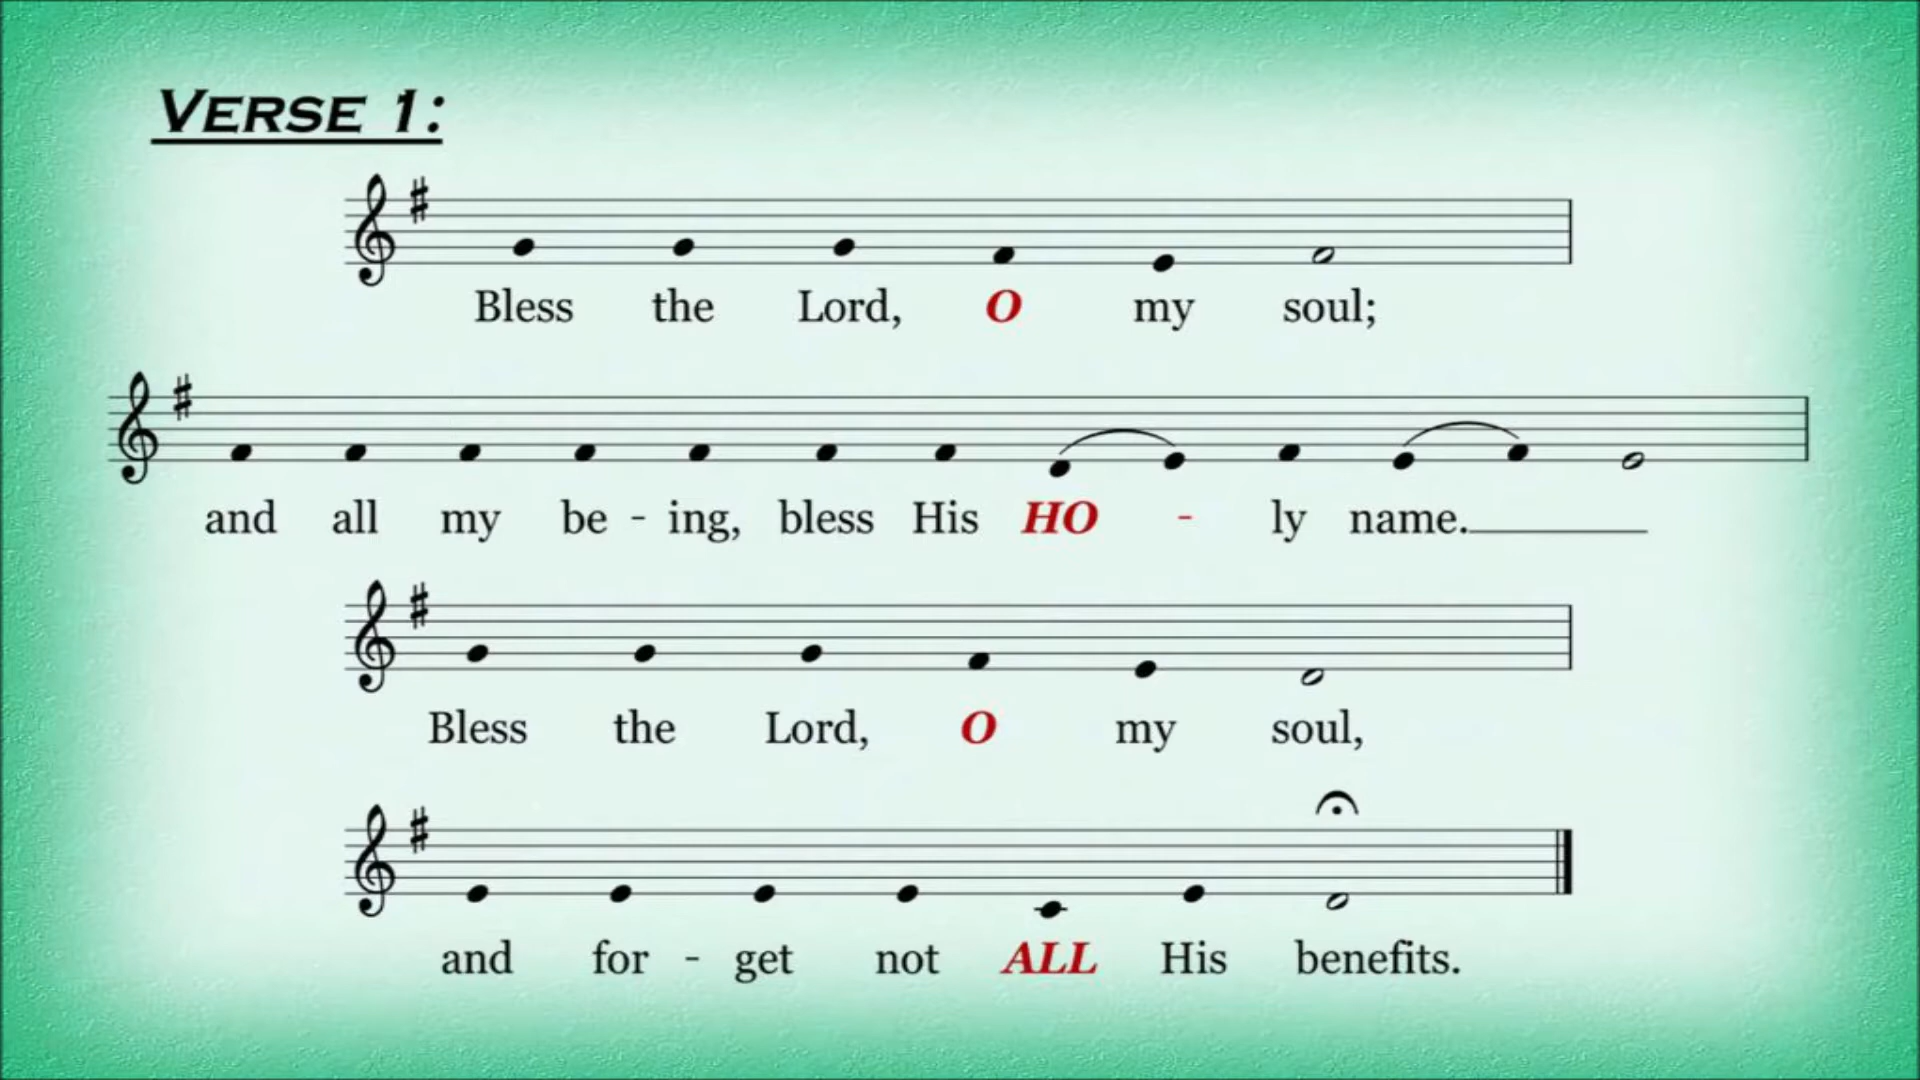 VERSE 1:
Bless the Lord, O my soul;
and all my be - ing, bless His HO - ly name.
Bless the Lord, O my soul,
and for - get not ALL His benefits.